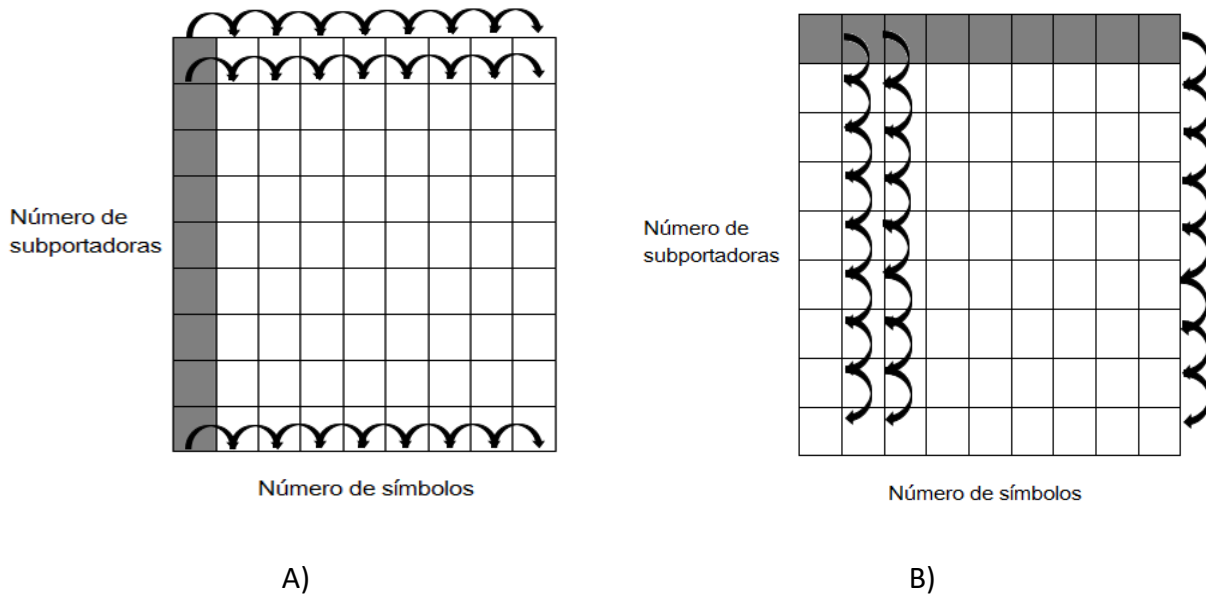 Número de
subportadoras
Número de símbolos
A)
Número de
subportadoras
Número de símbolos
B)